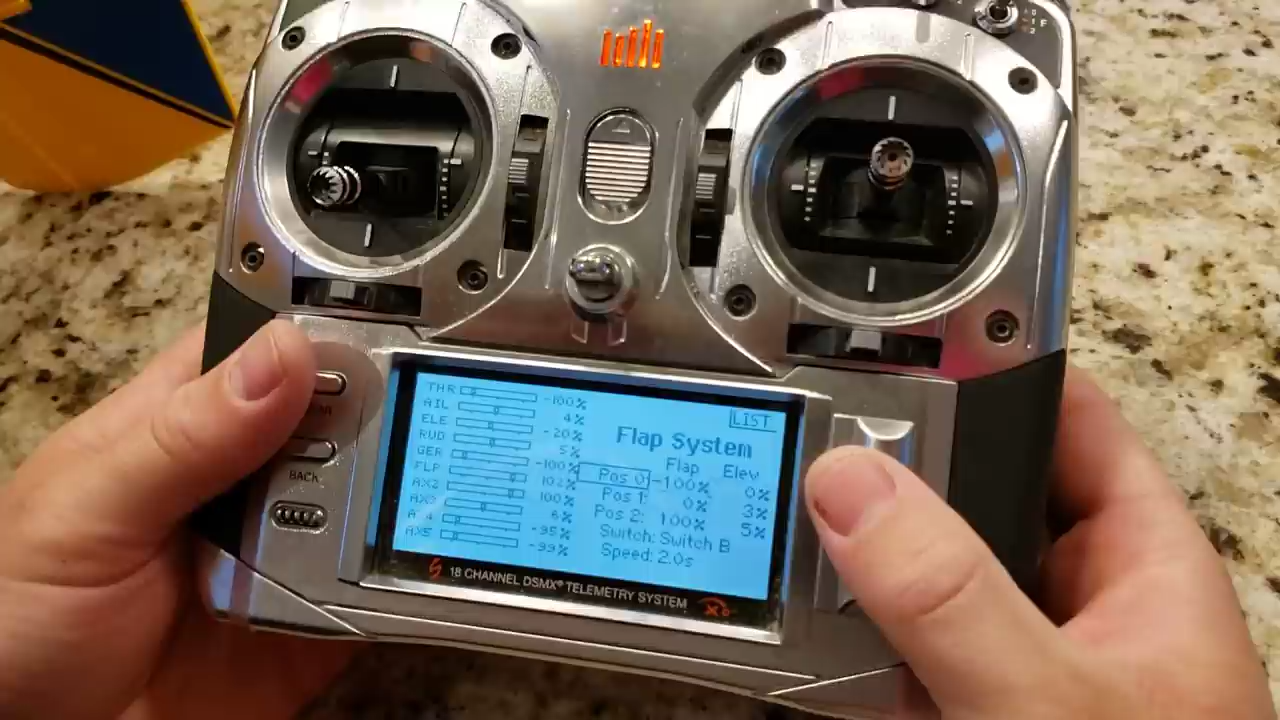 F
BACK
LIST
Flap System
Flap Elev
Pos 0: -100% 0%
Pos 1: 0% 3%
Pos 2: 100% 5%
Switch: Switch B
Speed: 2.0s
THR -100%
AIL 4%
ELE -20%
RUD 5%
GER -100%
FLP 102%
AX2 100%
AX3 6%
AX4 -95%
AX5 -99%
18 CHANNEL DSMX® TELEMETRY SYSTEM